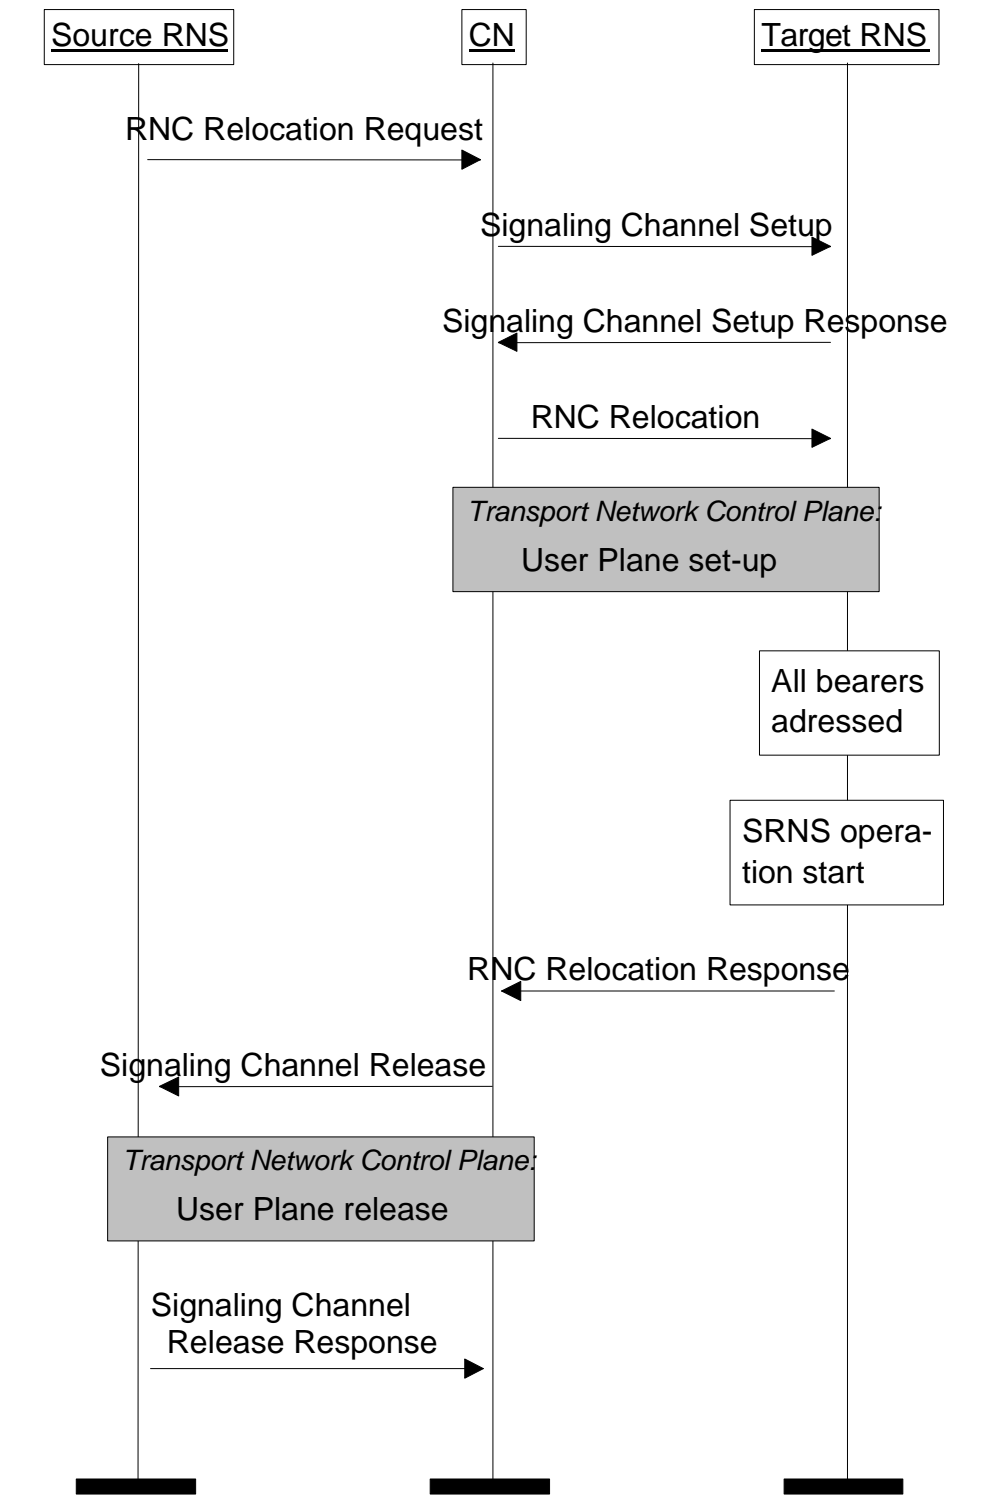 Source RNS
CN
Target RNS
RNC Relocation Request
Signaling Channel Setup
Signaling Channel Setup Response
RNC Relocation
Transport Network Control Plane:
User Plane set-up
All bearers
adressed
SRNS opera-
tion start
RNC Relocation Response
Signaling Channel Release
Transport Network Control Plane:
User Plane release
Signaling Channel
Release Response